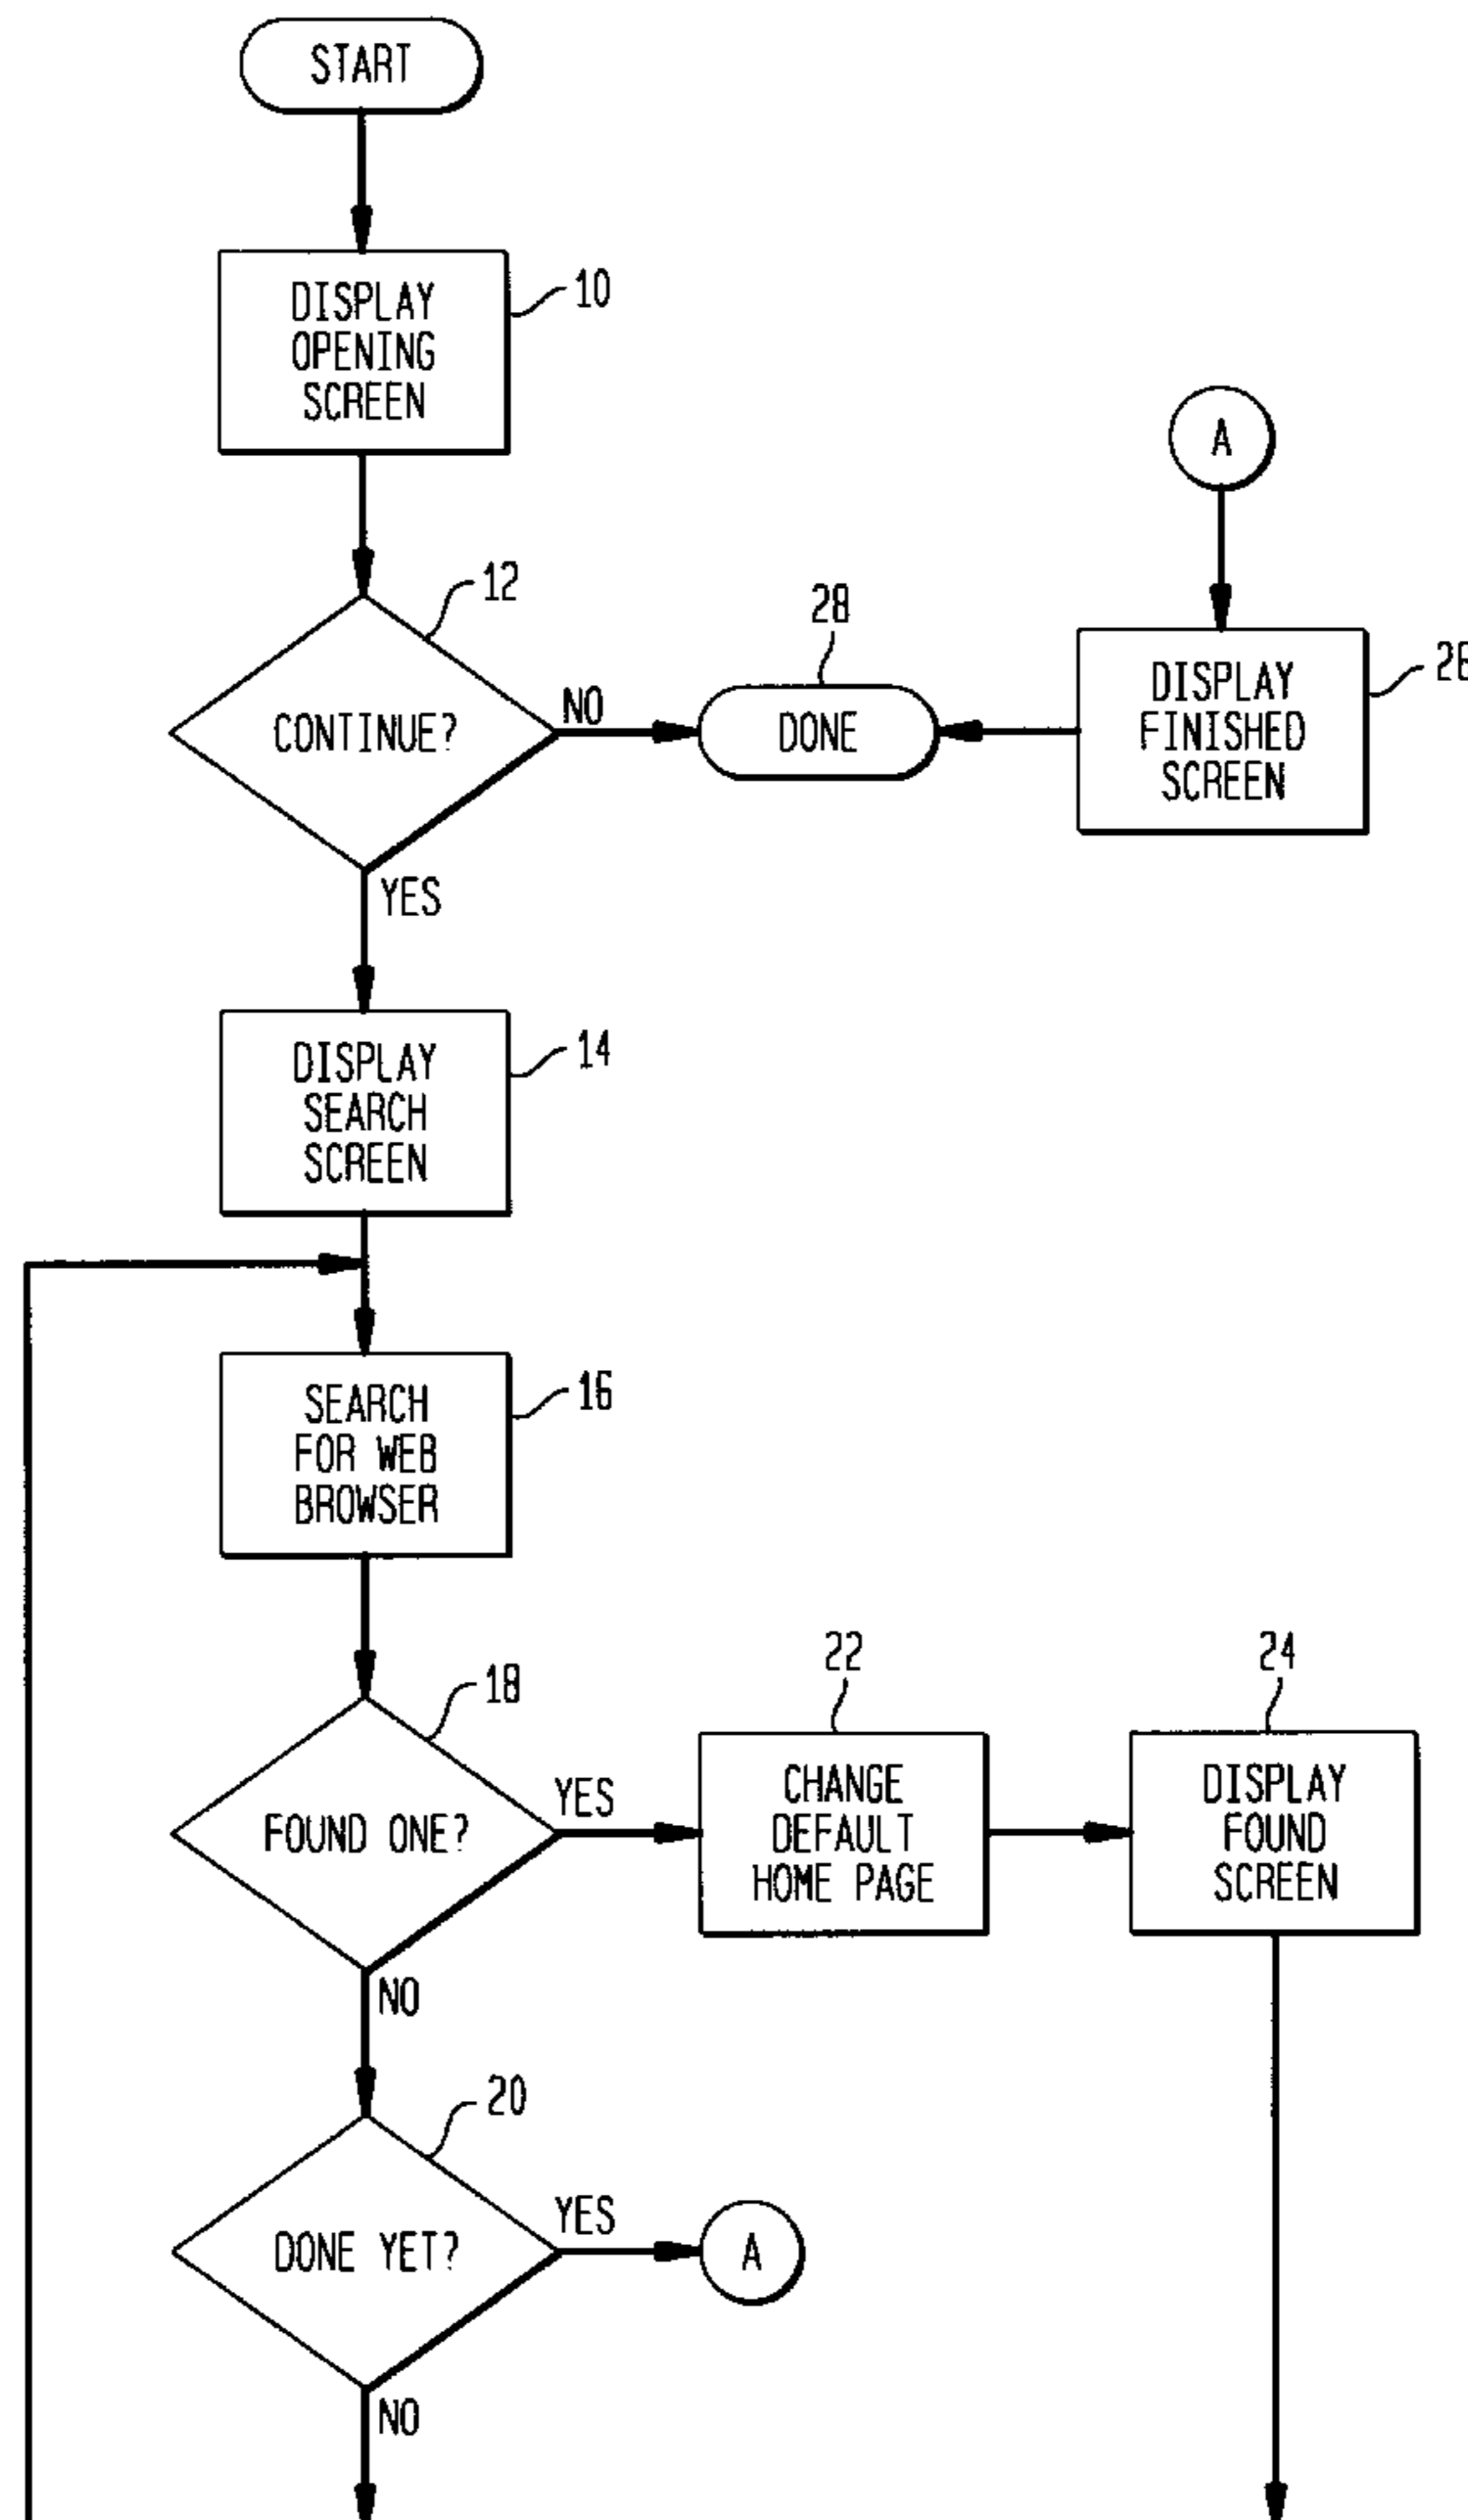 START
DISPLAY
OPENING
SCREEN
10
A
12
CONTINUE?
NO
YES
28
DONE
DISPLAY
FINISHED
SCREEN
DISPLAY
SEARCH
SCREEN
14
SEARCH
FOR WEB
BROWSER
16
18
FOUND ONE?
YES
NO
22
CHANGE
DEFAULT
HOME PAGE
24
DISPLAY
FOUND
SCREEN
20
DONE YET?
YES
A
NO